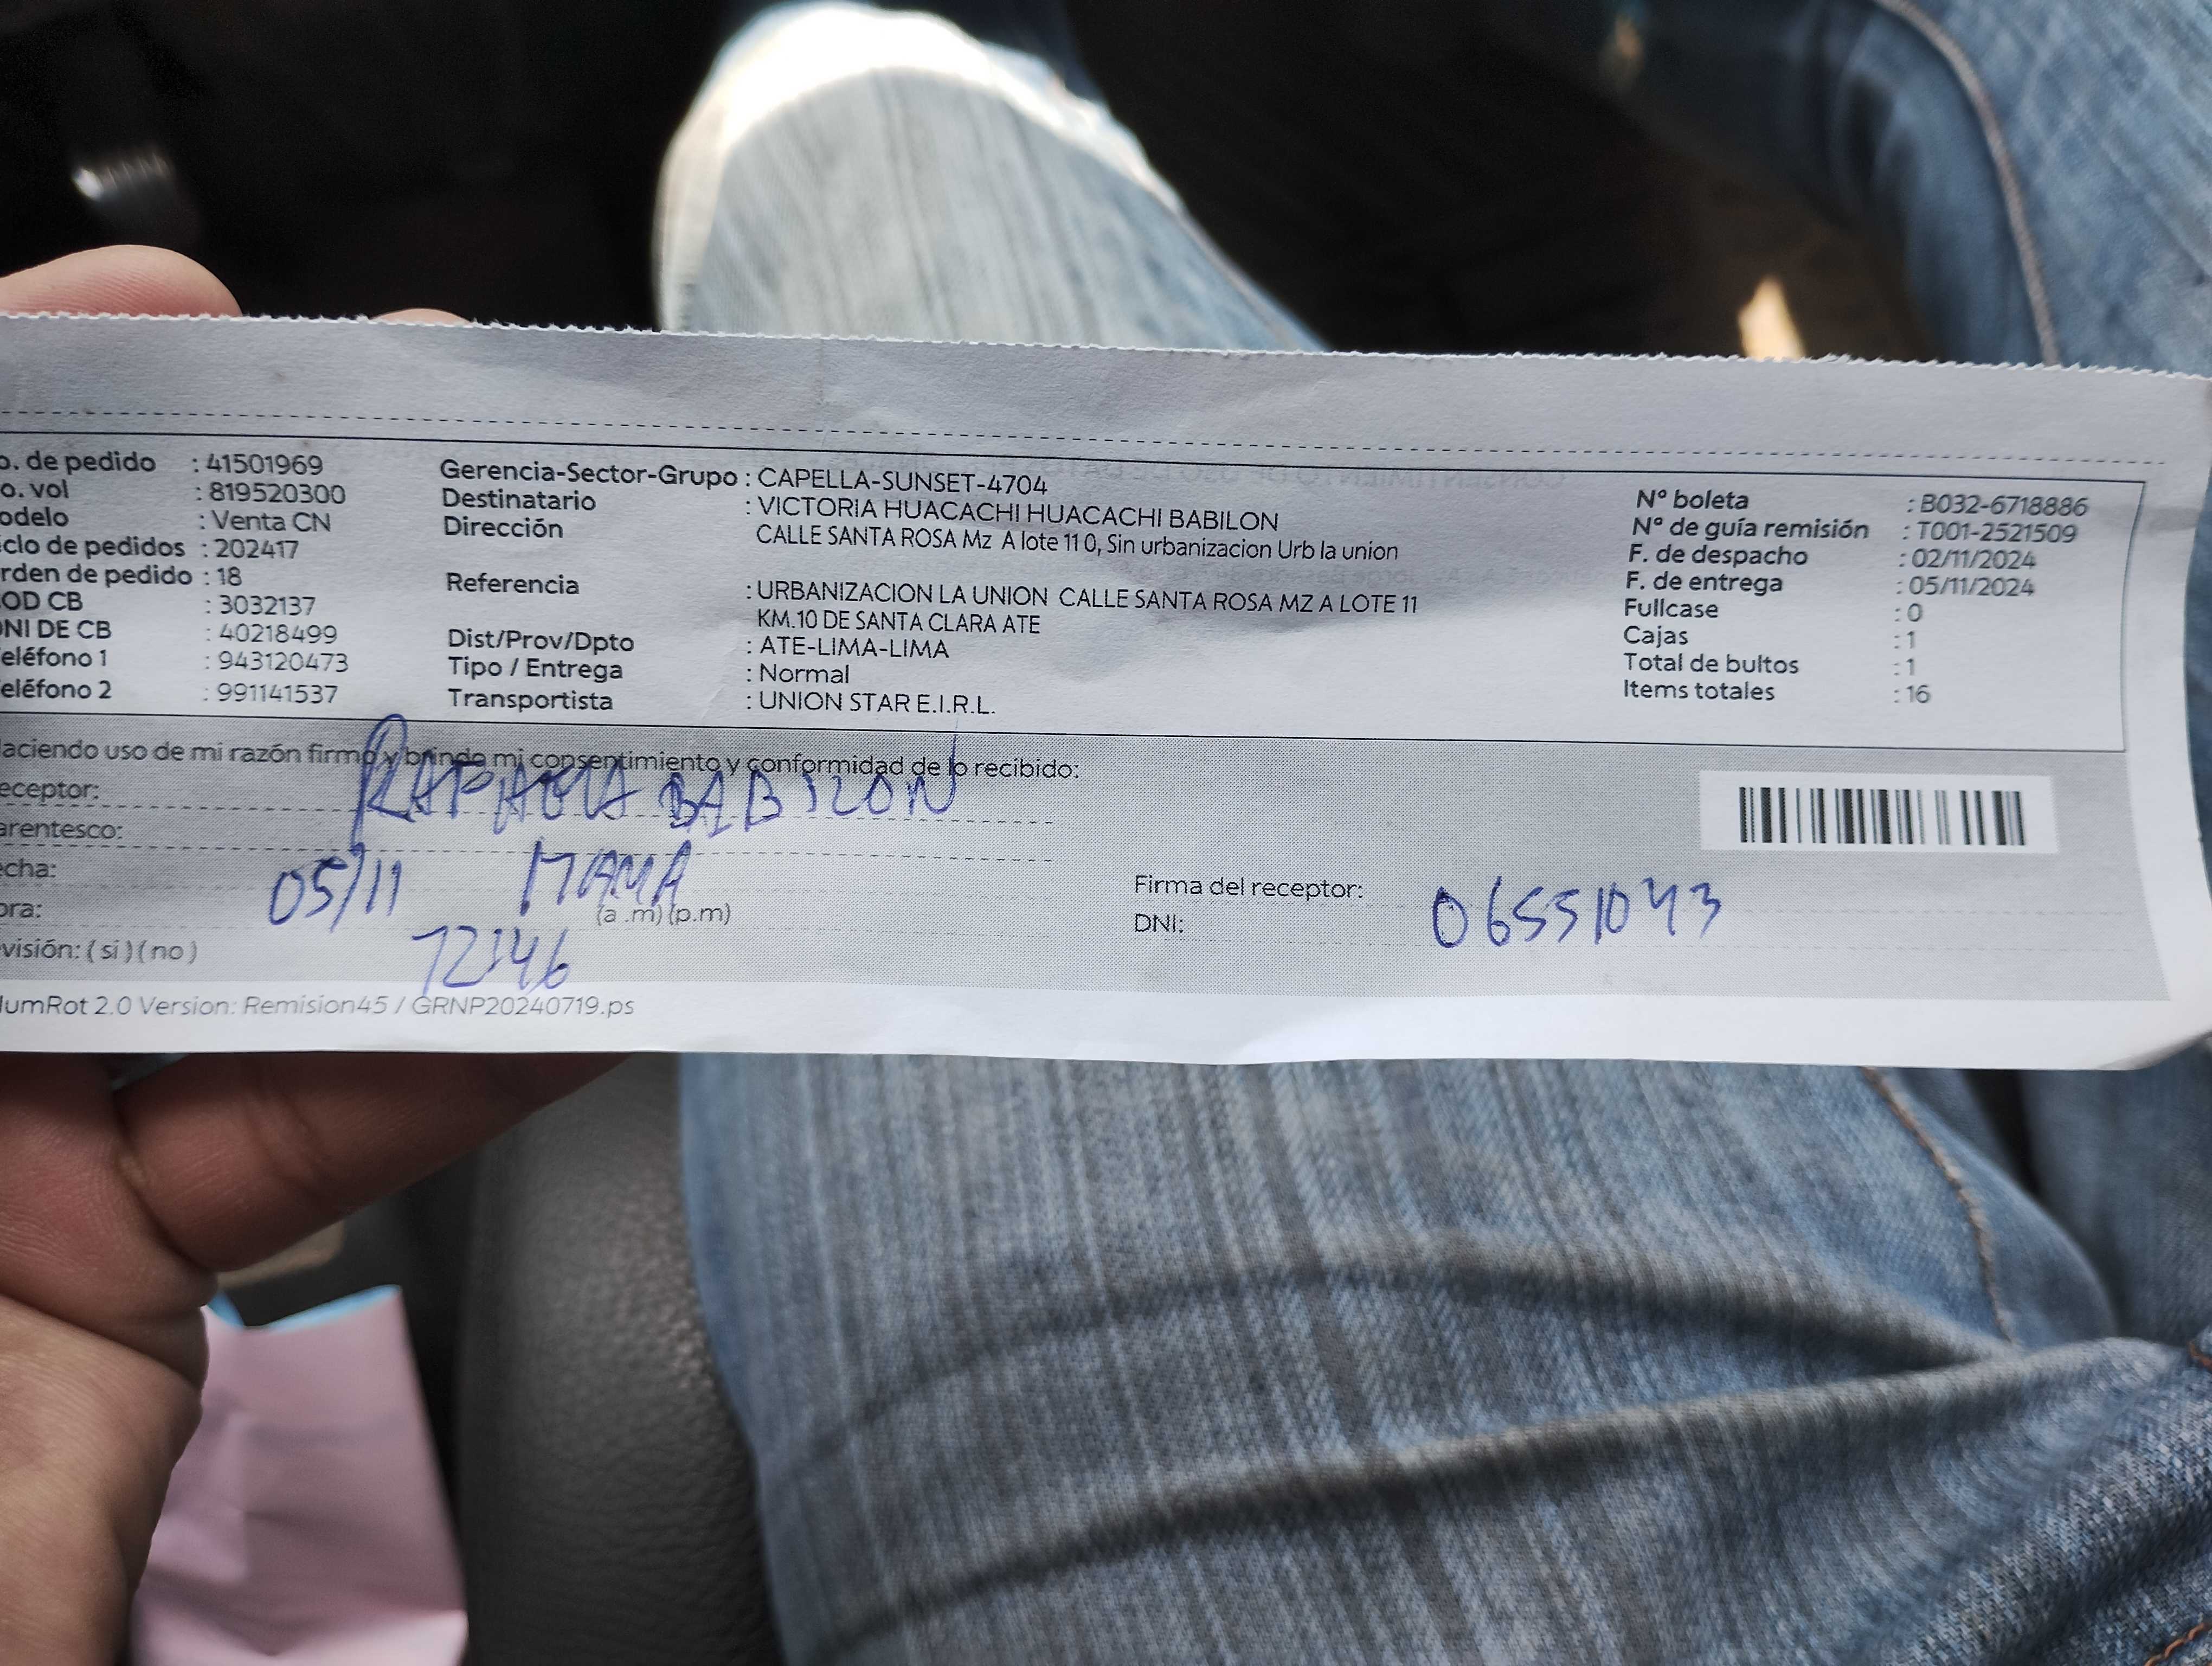 o. de pedido : 41501969
o. vol : 819520300
odelo : Venta CN
clo de pedidos : 202417
rden de pedido : 18
OD CB : 3032137
NI DE CB : 40218499
eléfono 1 : 943120473
eléfono 2 : 991141537
Gerencia-Sector-Grupo : CAPELLA-SUNSET-4704
Destinatario : VICTORIA HUACACHI HUACACHI BABILON
Dirección CALLE SANTA ROSA Mz A lote 11 0, Sin urbanizacion Urb la union
Referencia : URBANIZACION LA UNION CALLE SANTA ROSA MZ A LOTE 11
KM.10 DE SANTA CLARA ATE
Dist/Prov/Dpto : ATE-LIMA-LIMA
Tipo / Entrega : Normal
Transportista : UNION STAR E.I.R.L.
N° boleta : B032-6718886
N° de guía remisión : T001-2521509
F. de despacho : 02/11/2024
F. de entrega : 05/11/2024
Fullcase : 0
Cajas : 1
Total de bultos : 1
Items totales : 16
aciendo uso de mi razón firmo y brindo mi consentimiento y conformidad de lo recibido:
eceptor: BABILON
arentesco: MAMA
echa: 05/11
ora: 12:46 (a .m) (p.m)
visión: ( si ) ( no )
Firma del receptor:
DNI: 06551043
umRot 2.0 Version: Remision45 / GRNP20240719.ps